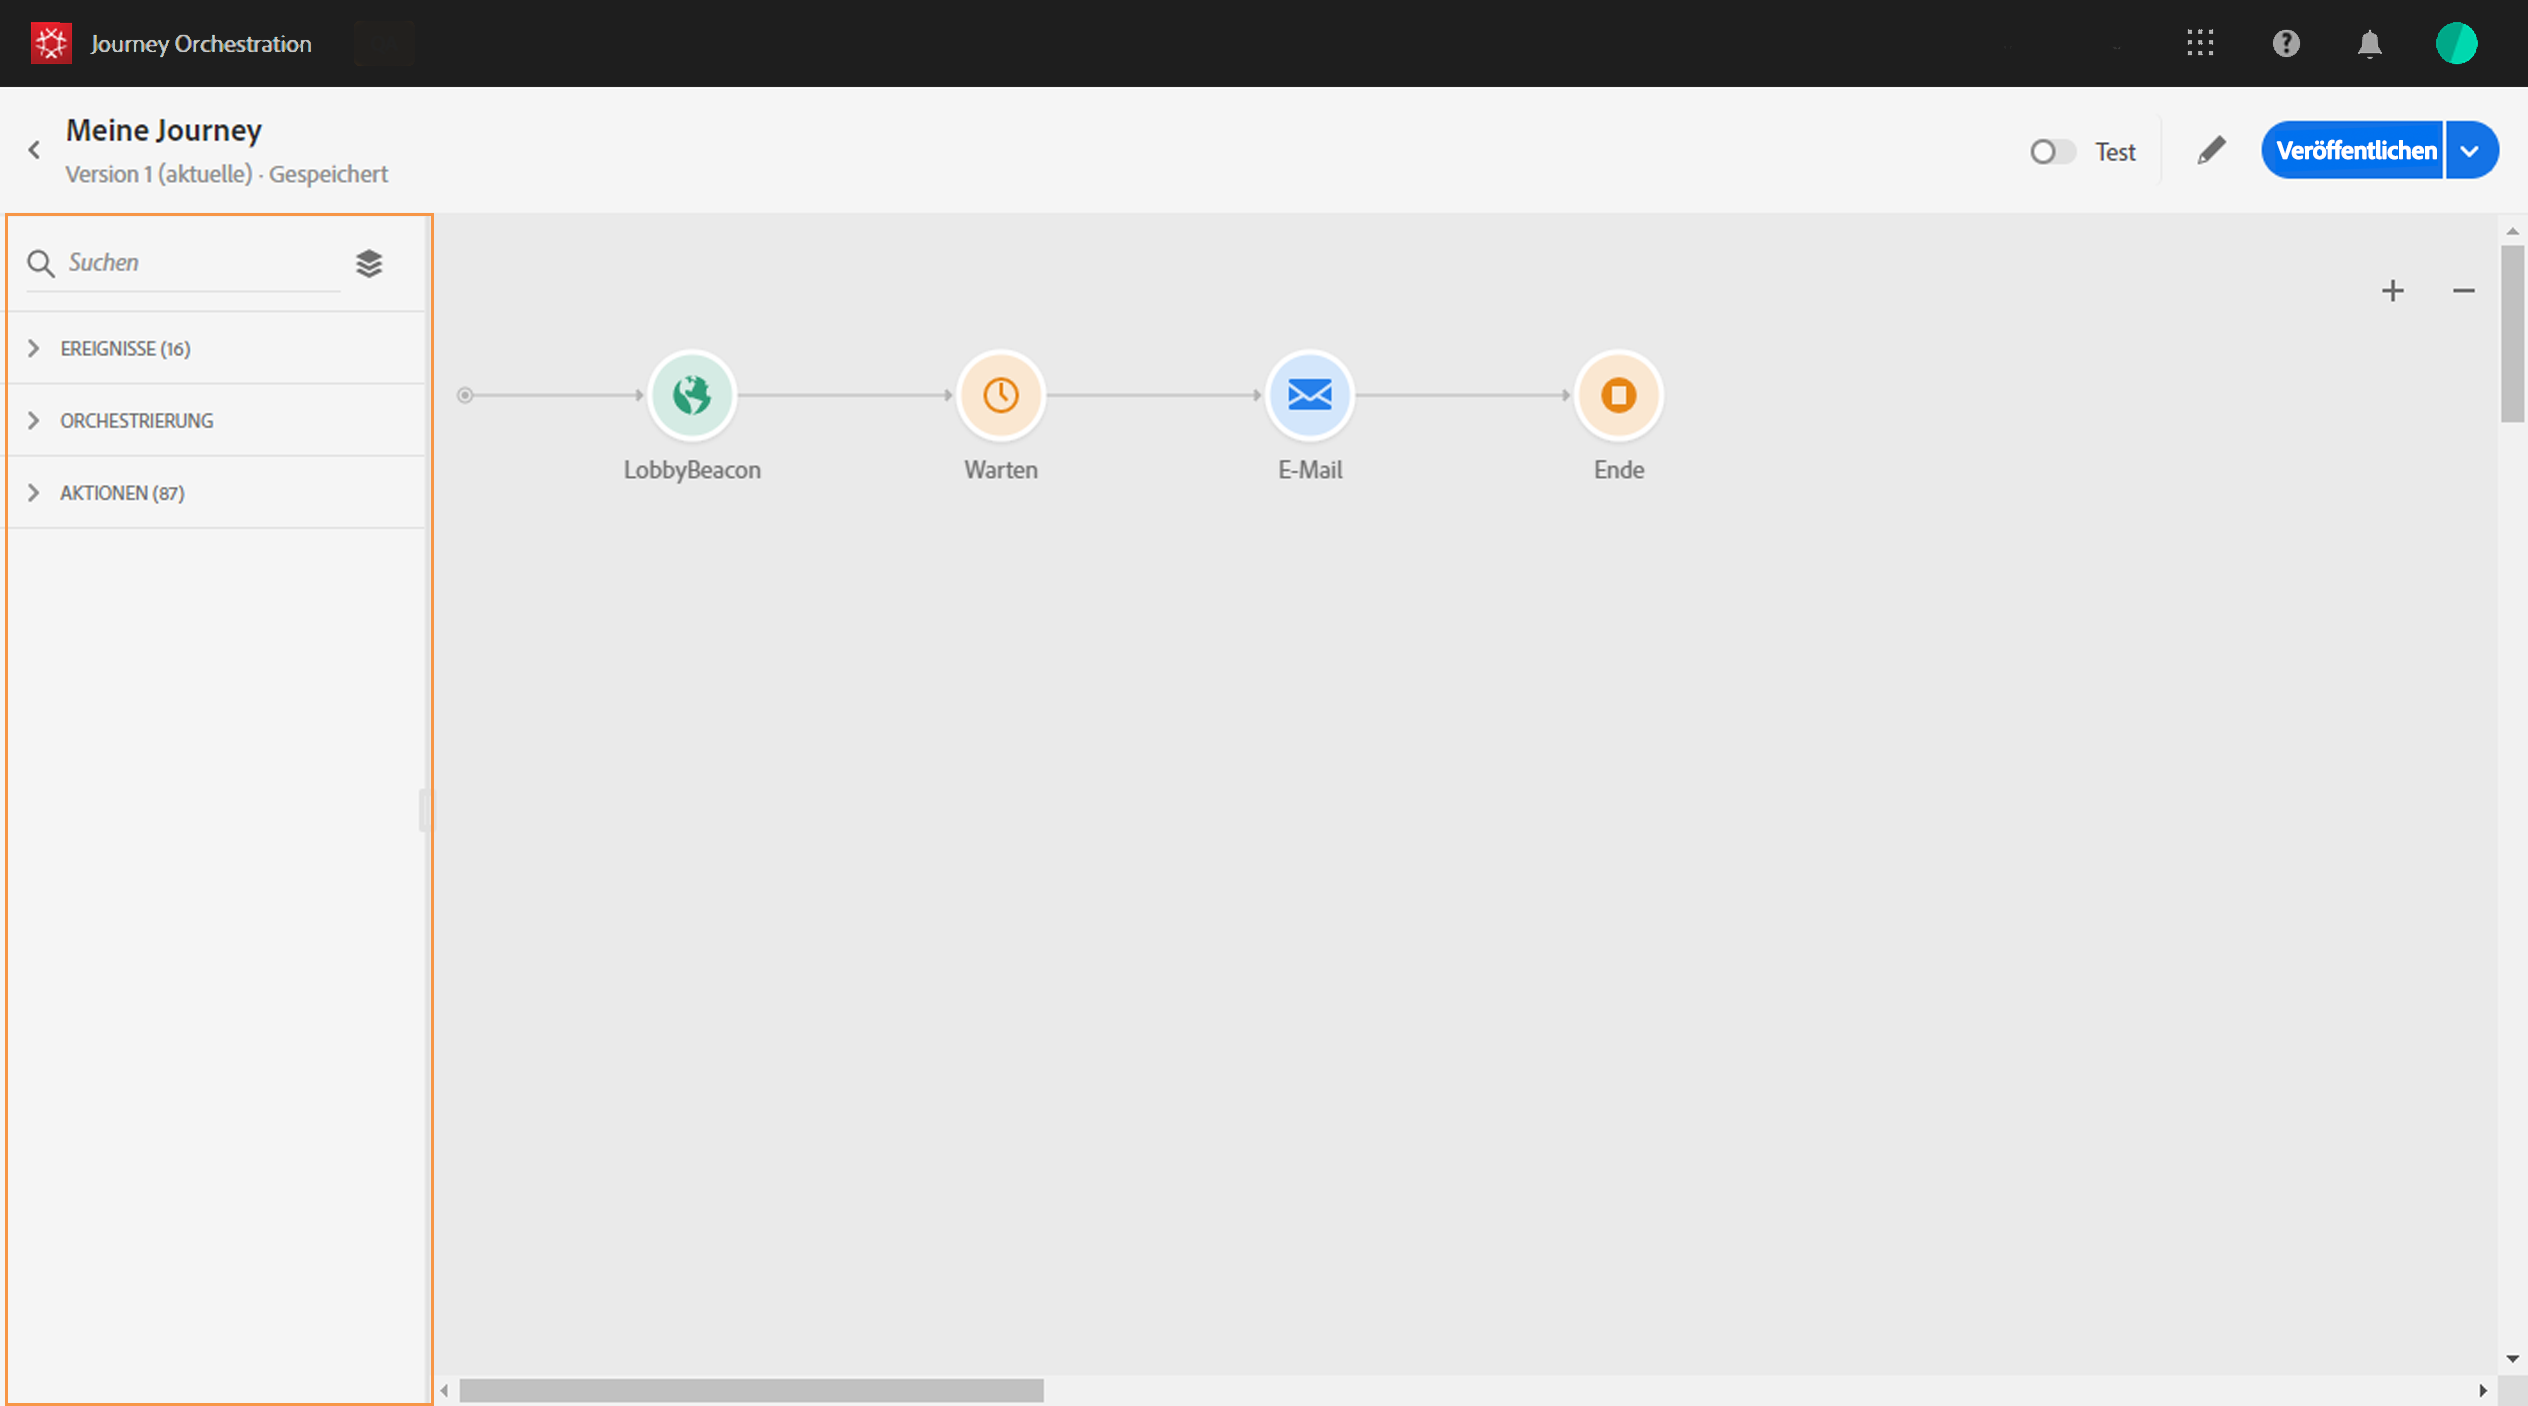 Journey Orchestration
Meine Journey
Version 1 (aktuelle) · Gespeichert
Test
Veröffentlichen
Suchen
EREIGNISSE (16)
ORCHESTRIERUNG
AKTIONEN (87)
LobbyBeacon
Warten
E-Mail
Ende